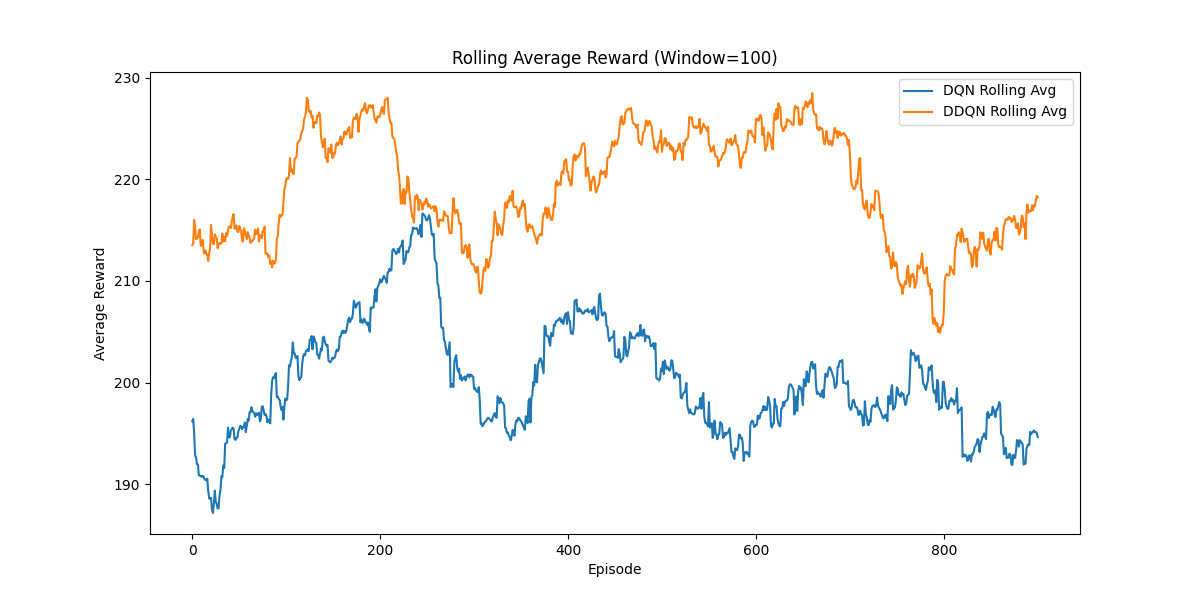 Rolling Average Reward (Window=100)
DQN Rolling Avg
DDQN Rolling Avg
Average Reward
230
220
210
200
190
0 200 400 600 800
Episode